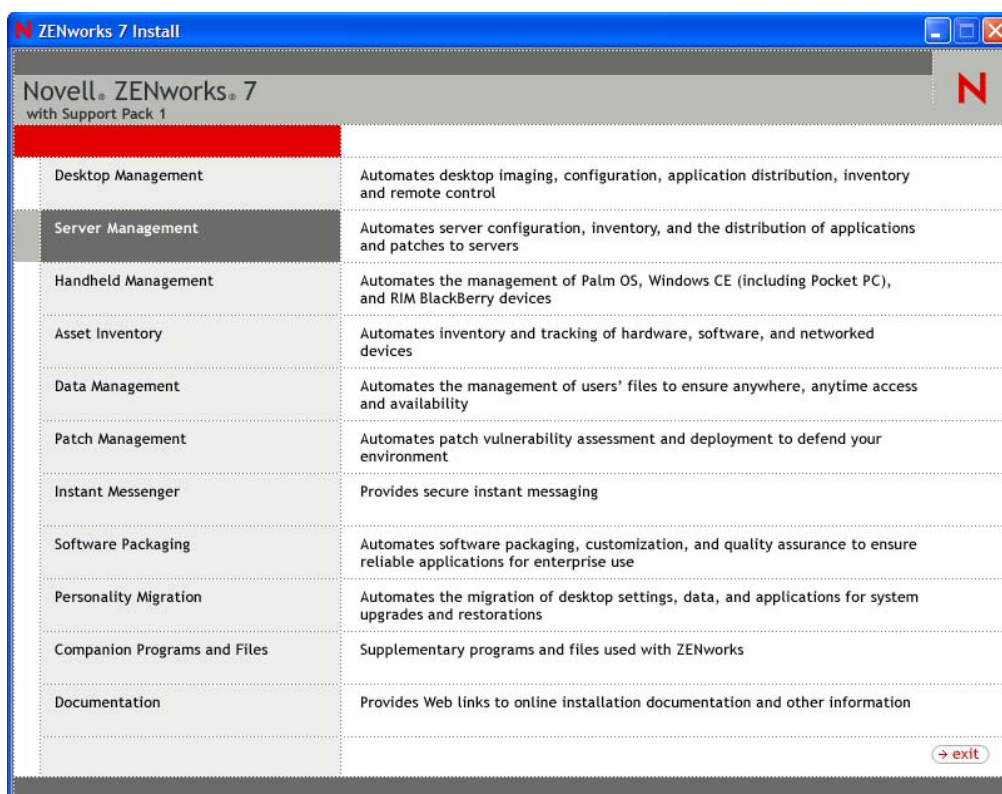 N ZENworks 7 Install
Novell® ZENworks® 7
with Support Pack 1
N
Desktop Management
Automates desktop imaging, configuration, application distribution, inventory
and remote control
Server Management
Automates server configuration, inventory, and the distribution of applications
and patches to servers
Handheld Management
Automates the management of Palm OS, Windows CE (including Pocket PC),
and RIM BlackBerry devices
Asset Inventory
Automates inventory and tracking of hardware, software, and networked
devices
Data Management
Automates the management of users’ files to ensure anywhere, anytime access
and availability
Patch Management
Automates patch vulnerability assessment and deployment to defend your
environment
Instant Messenger
Provides secure instant messaging
Software Packaging
Automates software packaging, customization, and quality assurance to ensure
reliable applications for enterprise use
Personality Migration
Automates the migration of desktop settings, data, and applications for system
upgrades and restorations
Companion Programs and Files
Supplementary programs and files used with ZENworks
Documentation
Provides Web links to online installation documentation and other information
→ exit